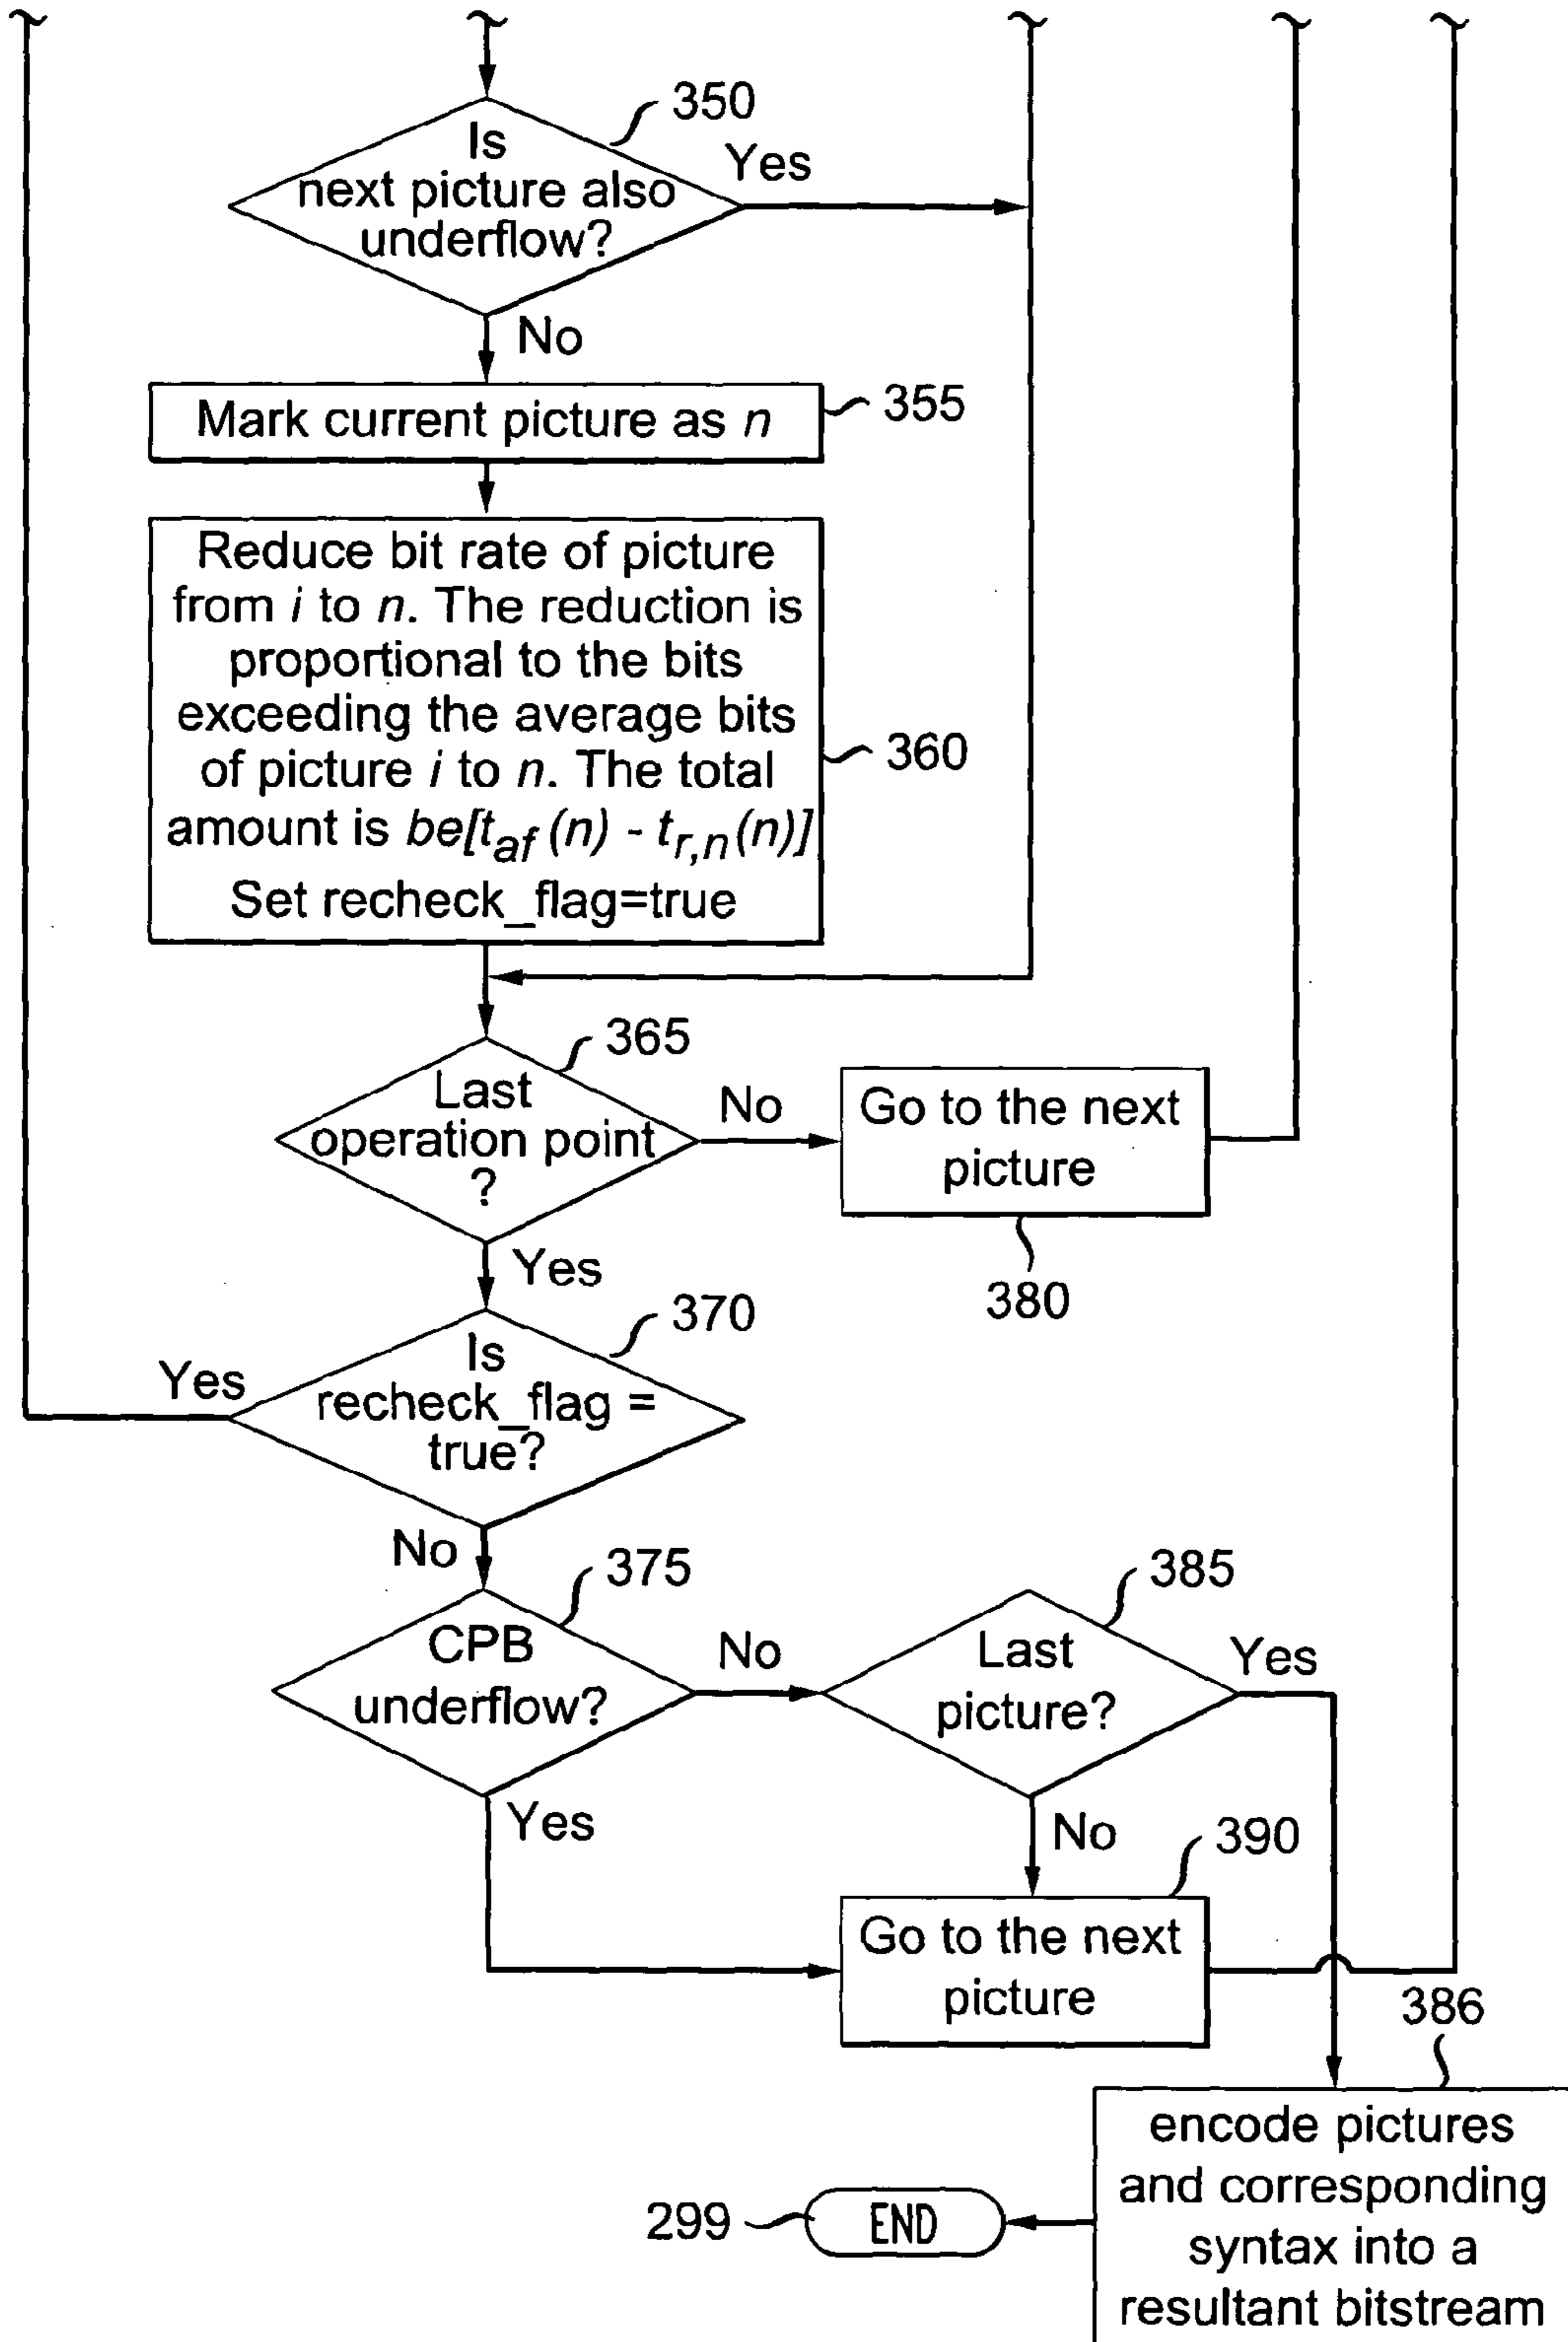 350
Is
next picture also
underflow?
Yes
No
Mark current picture as n
355
Reduce bit rate of picture
from i to n. The reduction is
proportional to the bits
exceeding the average bits
of picture i to n. The total
amount is be[t_af (n) - t_r,n (n)]
Set recheck_flag=true
360
365
Last
operation point
?
No
Go to the next
picture
380
Yes
370
Is
recheck_flag =
true?
Yes
No
375
CPB
underflow?
No
385
Last
picture?
Yes
Yes
No
390
Go to the next
picture
386
encode pictures
and corresponding
syntax into a
resultant bitstream
299
END